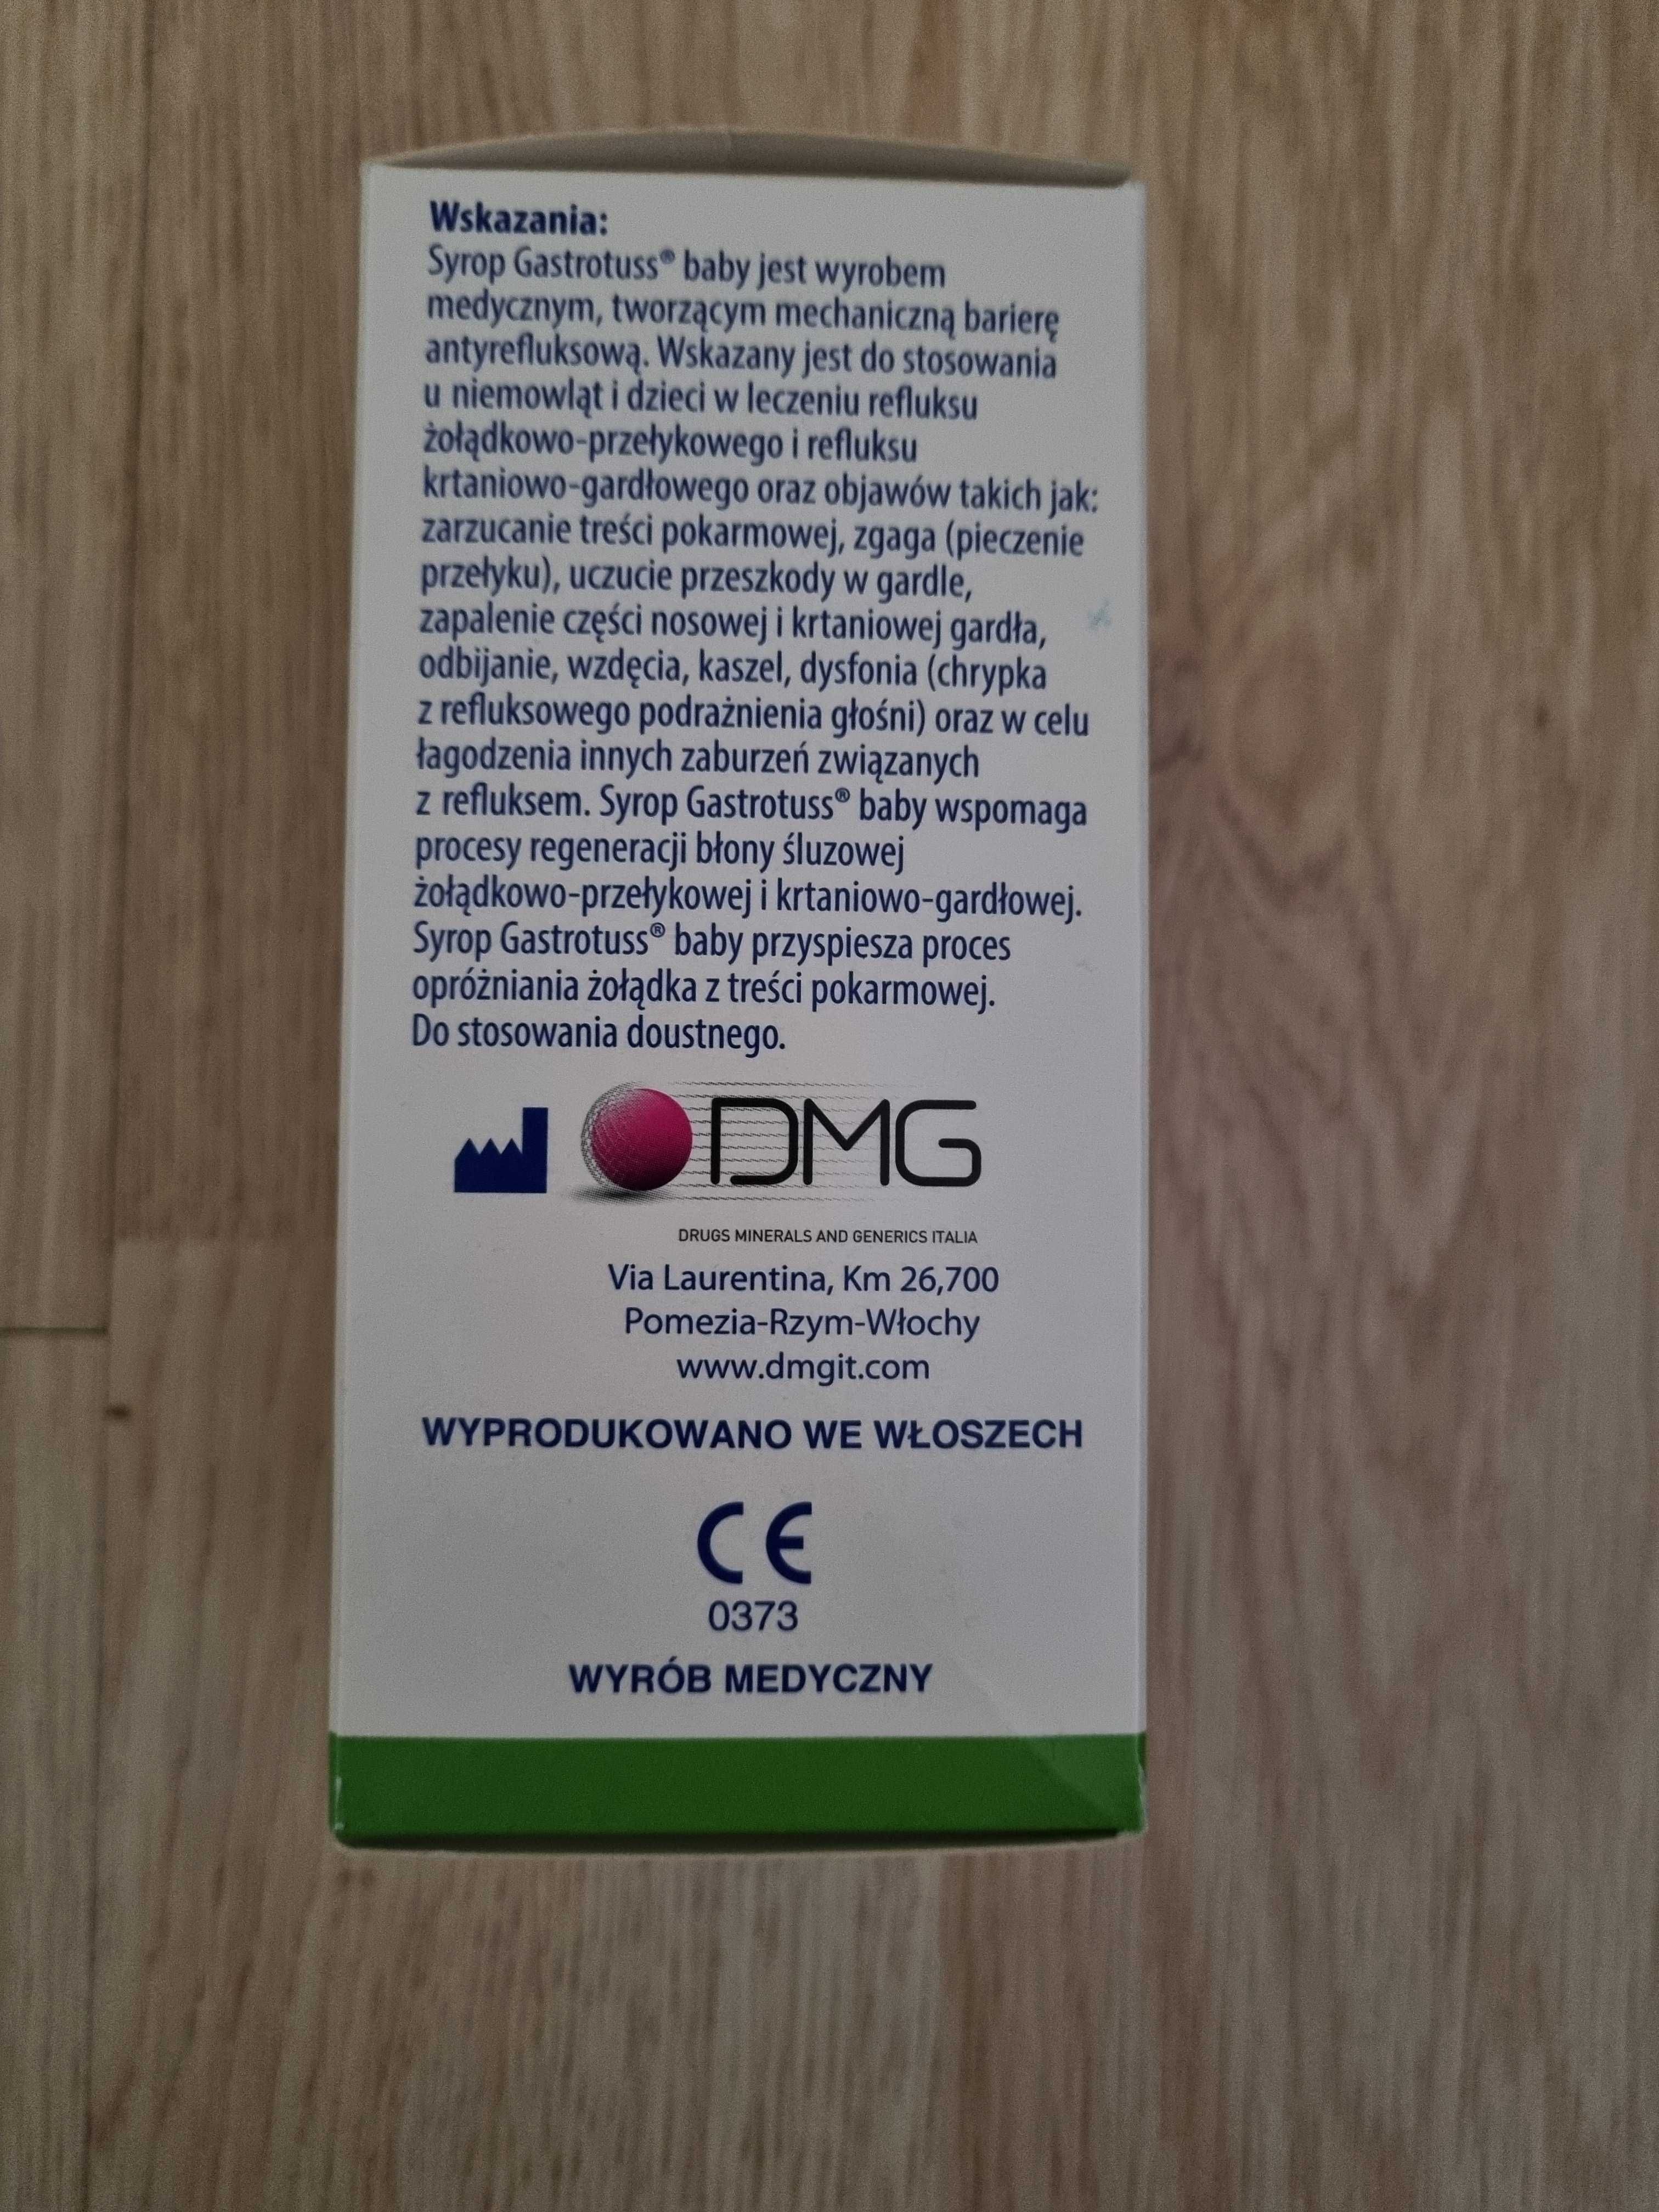 Wskazania:
Syrop Gastrotuss® baby jest wyrobem
medycznym, tworzącym mechaniczną barierę
antyrefluksową. Wskazany jest do stosowania
u niemowląt i dzieci w leczeniu refluksu
żołądkowo-przełykowego i refluksu
krtaniowo-gardłowego oraz objawów takich jak:
zarzucanie treści pokarmowej, zgaga (pieczenie
przełyku), uczucie przeszkody w gardle,
zapalenie części nosowej i krtaniowej gardła,
odbijanie, wzdęcia, kaszel, dysfonia (chrypka
z refluksowego podrażnienia głośni) oraz w celu
łagodzenia innych zaburzeń związanych
z refluksem. Syrop Gastrotuss® baby wspomaga
procesy regeneracji błony śluzowej
żołądkowo-przełykowej i krtaniowo-gardłowej.
Syrop Gastrotuss® baby przyspiesza proces
opróżniania żołądka z treści pokarmowej.
Do stosowania doustnego.
DMG
DRUGS MINERALS AND GENERICS ITALIA
Via Laurentina, Km 26,700
Pomezia-Rzym-Włochy
www.dmgit.com
WYPRODUKOWANO WE WŁOSZECH
CE
0373
WYRÓB MEDYCZNY